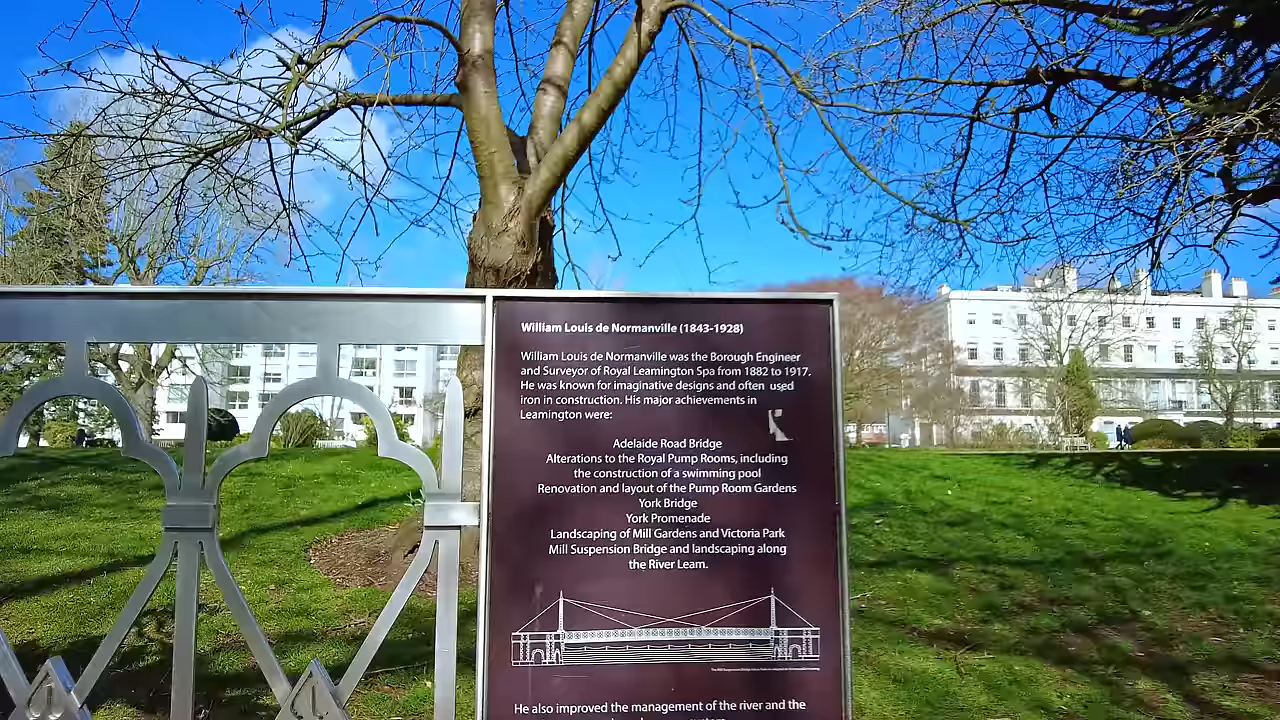 William Louis de Normanville (1843-1928)
William Louis de Normanville was the Borough Engineer
and Surveyor of Royal Leamington Spa from 1882 to 1917.
He was known for imaginative designs and often used
iron in construction. His major achievements in
Leamington were:
Adelaide Road Bridge
Alterations to the Royal Pump Rooms, including
the construction of a swimming pool
Renovation and layout of the Pump Room Gardens
York Bridge
York Promenade
Landscaping of Mill Gardens and Victoria Park
Mill Suspension Bridge and landscaping along
the River Leam.
He also improved the management of the river and the